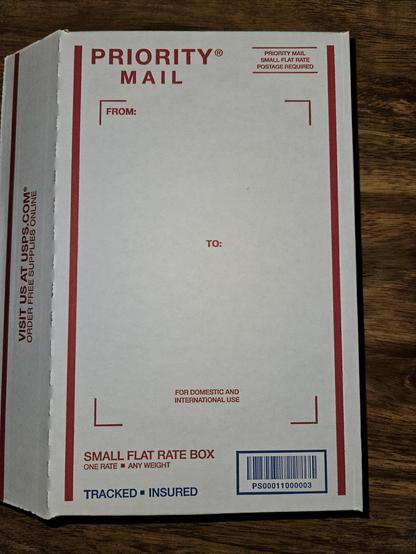 PRIORITY®
MAIL
PRIORITY MAIL
SMALL FLAT RATE
POSTAGE REQUIRED
FROM:
TO:
VISIT US AT USPS.COM®
ORDER FREE SUPPLIES ONLINE
FOR DOMESTIC AND
INTERNATIONAL USE
SMALL FLAT RATE BOX
ONE RATE ■ ANY WEIGHT
TRACKED ■ INSURED
PS00011000003